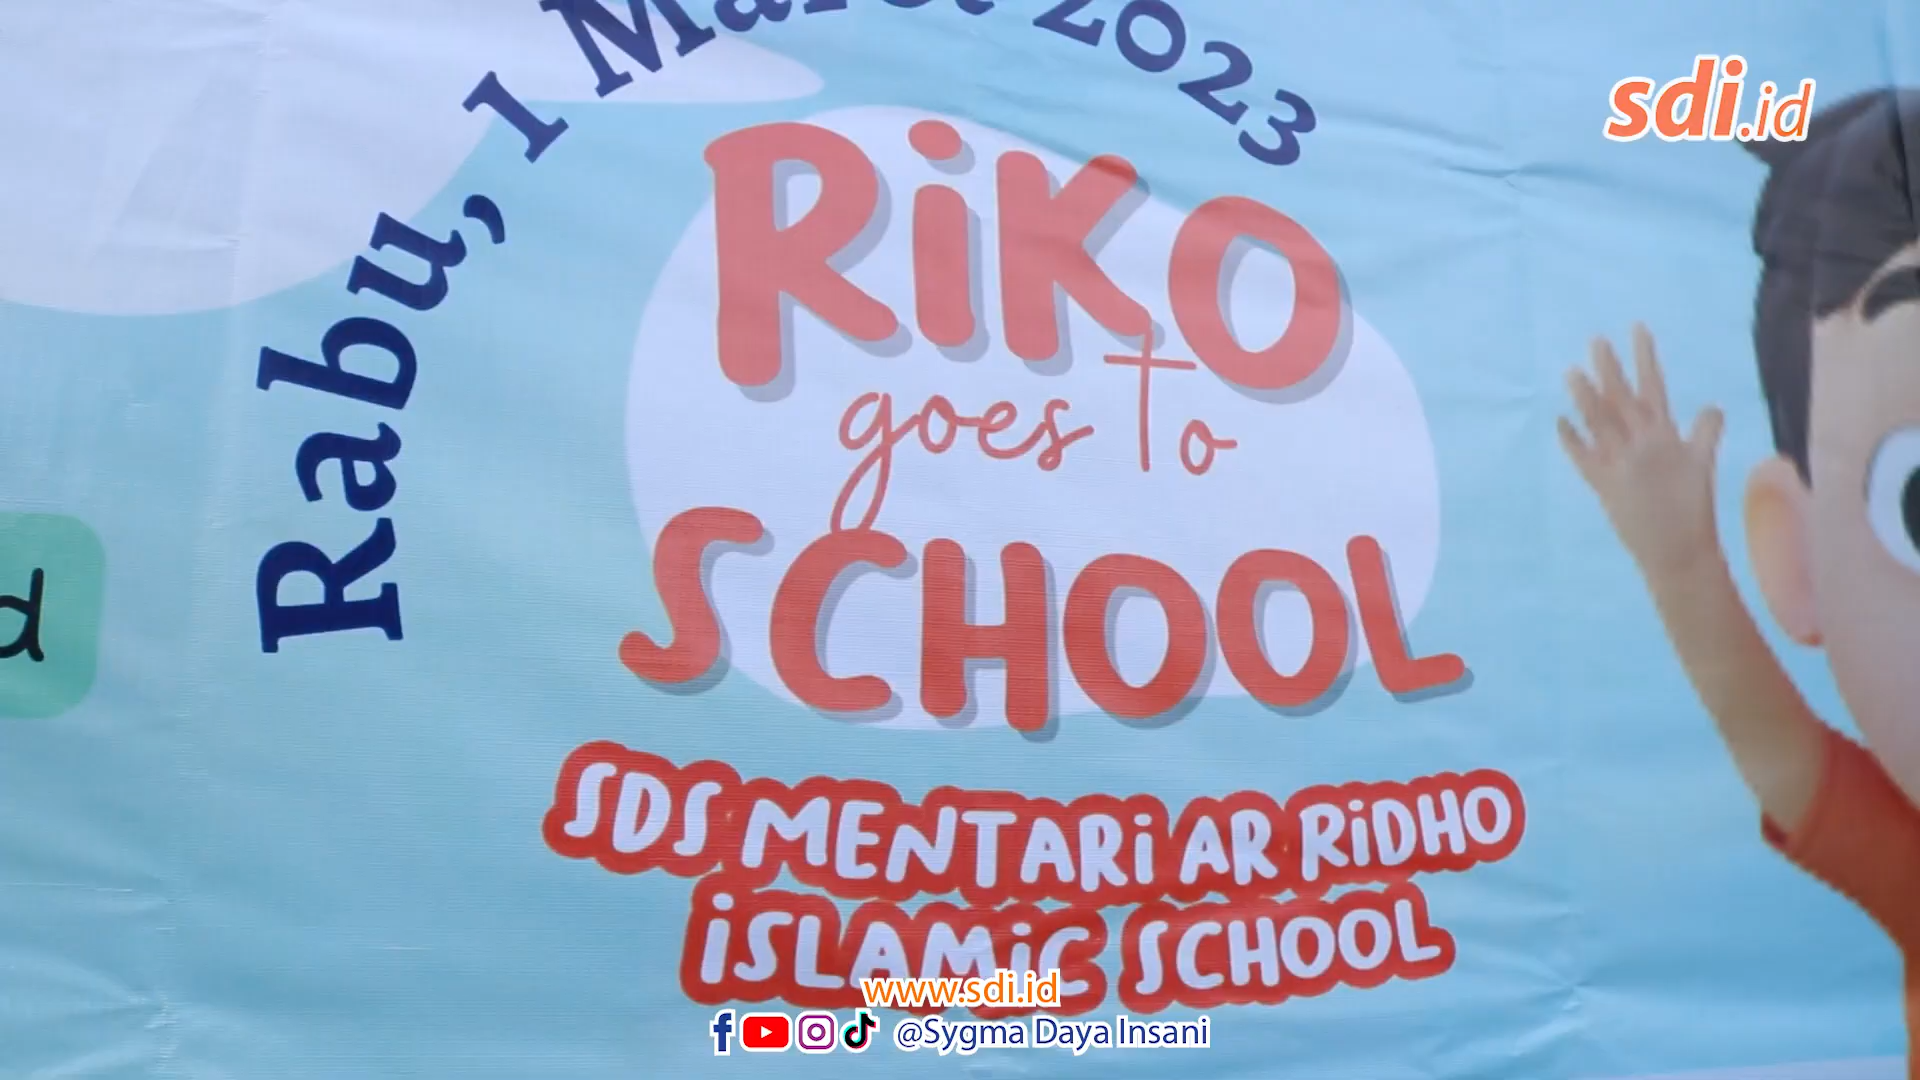 Rabu, 1 Maret 2023
sdi.id
RiKO
goes To
SCHOOL
SDS MENTARi AR RiDHO
iSLAMiC SCHOOL
www.sdi.id
@Sygma Daya Insani